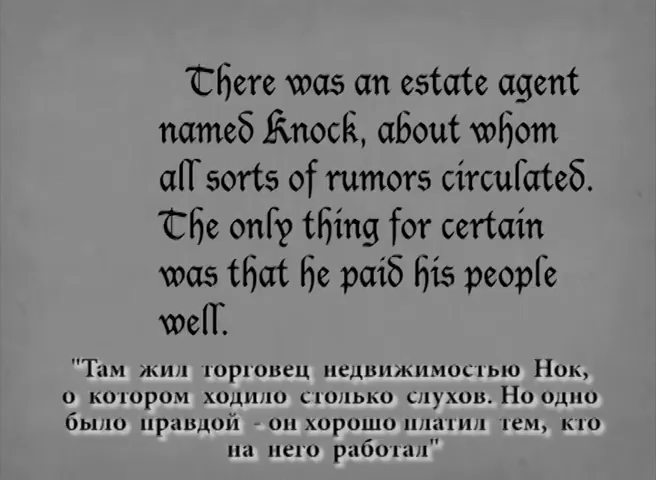 There was an estate agent
named Knock, about whom
all sorts of rumors circulated.
The only thing for certain
was that he paid his people
well.
"Там жил торговец недвижимостью Нок,
о котором ходило столько слухов. Но одно
было правдой - он хорошо платил тем, кто
на него работал"